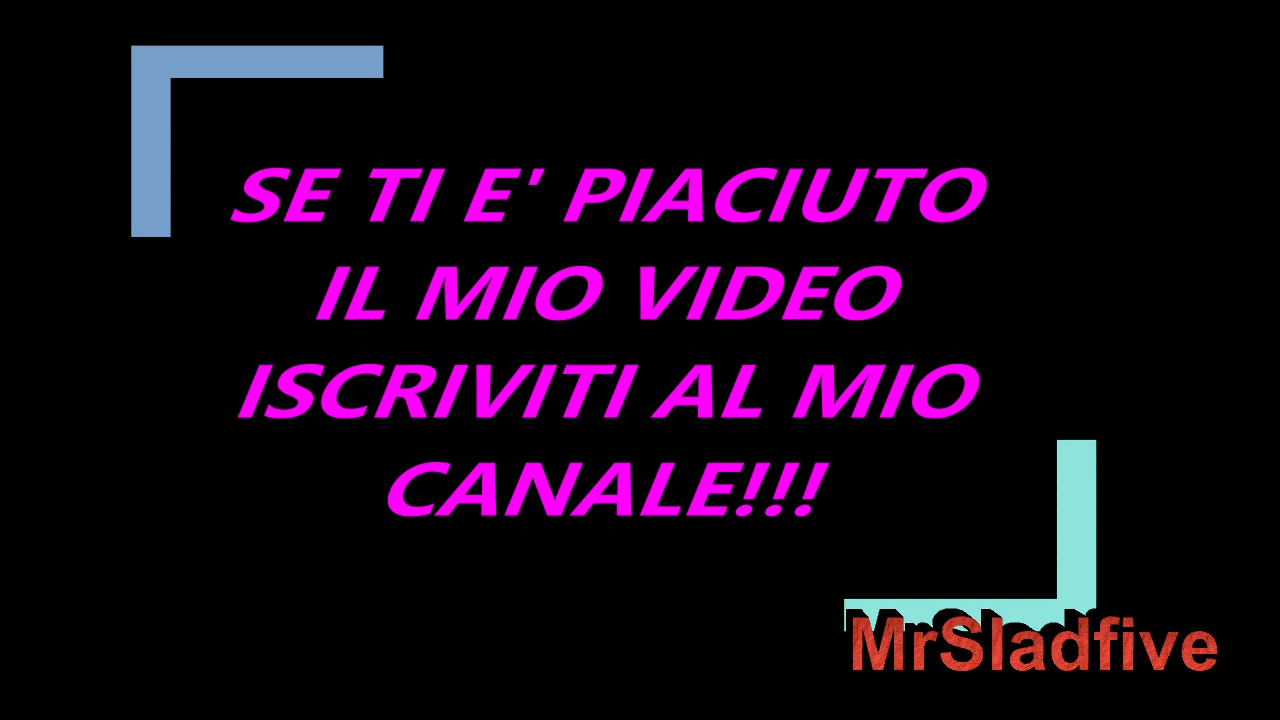 SE TI E' PIACIUTO
IL MIO VIDEO
ISCRIVITI AL MIO
CANALE!!!
MrSladfive